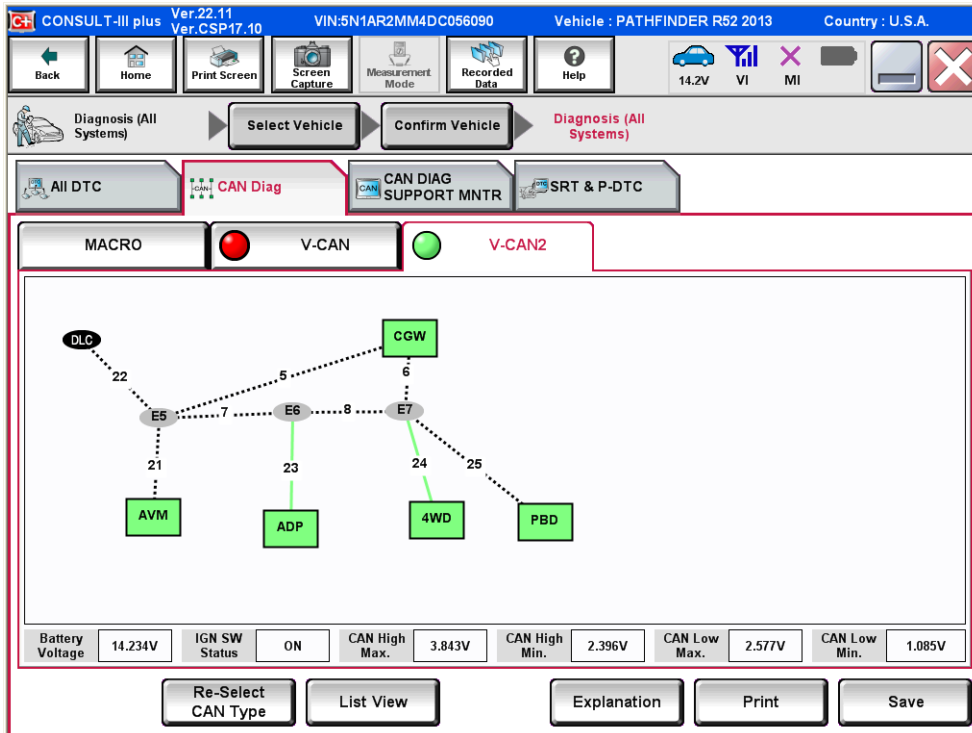 C+ CONSULT-III plus Ver.22.11 VIN:5N1AR2MM4DC056090 Vehicle : PATHFINDER R52 2013 Country : U.S.A.
Ver.CSP17.10
Back
Home
Print Screen
Screen
Capture
Measurement
Mode
Recorded
Data
Help
14.2V
VI
MI
Diagnosis (All
Systems)
Select Vehicle
Confirm Vehicle
Diagnosis (All
Systems)
All DTC
-CAN-
CAN Diag
CAN
CAN DIAG
SUPPORT MNTR
DTC
SRT & P-DTC
MACRO
V-CAN
V-CAN2
DLC
CGW
22
5
6
E5
7
E6
8
E7
21
23
24
25
AVM
ADP
4WD
PBD
Battery
Voltage
14.234V
IGN SW
Status
ON
CAN High
Max.
3.843V
CAN High
Min.
2.396V
CAN Low
Max.
2.577V
CAN Low
Min.
1.085V
Re-Select
CAN Type
List View
Explanation
Print
Save